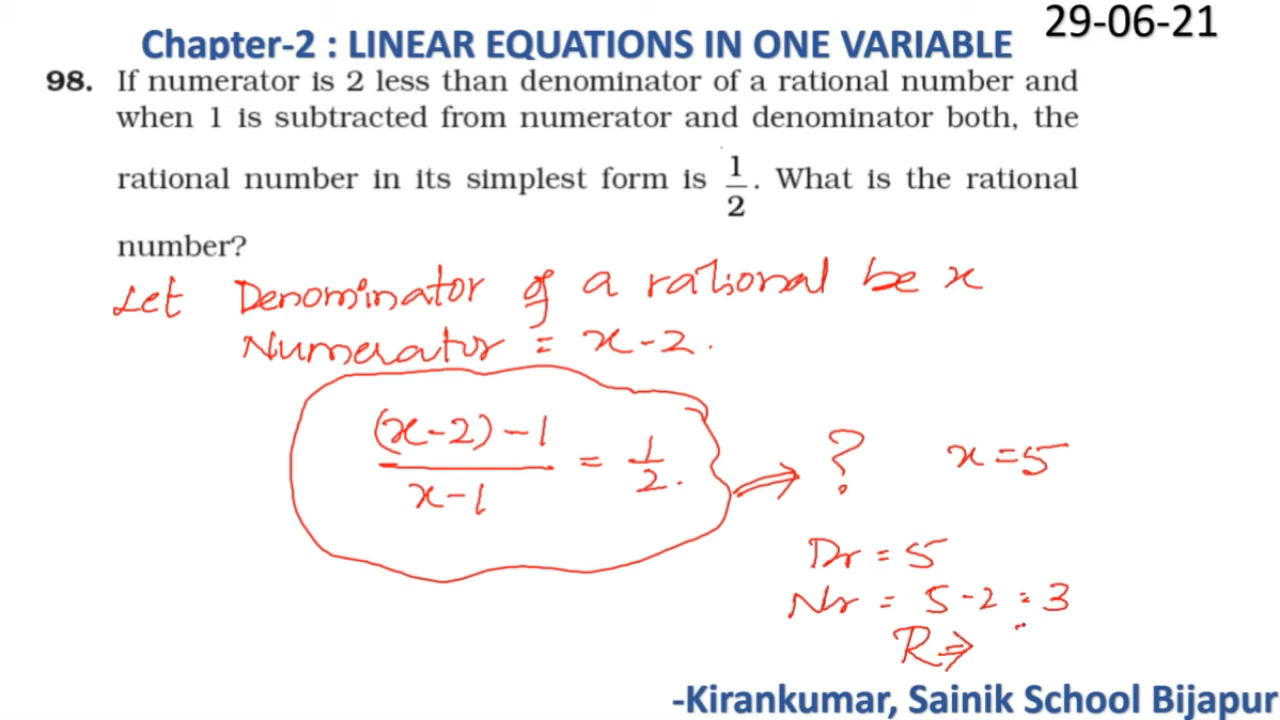 29-06-21
Chapter-2 : LINEAR EQUATIONS IN ONE VARIABLE
98. If numerator is 2 less than denominator of a rational number and
when 1 is subtracted from numerator and denominator both, the
rational number in its simplest form is 1/2. What is the rational
number?
Let Denominator of a rational be x
Numerator = x-2.
(x-2)-1/x-1 = 1/2. ⇒ ? x=5
Dr = 5
Nr = 5-2 = 3
R⇒
-Kirankumar, Sainik School Bijapur